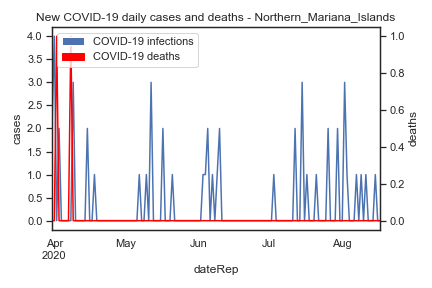 New COVID-19 daily cases and deaths - Northern_Mariana_Islands
COVID-19 infections
COVID-19 deaths
4.0
3.5
3.0
2.5
2.0
1.5
1.0
0.5
0.0
cases
1.0
0.8
0.6
0.4
0.2
0.0
deaths
Apr May Jun Jul Aug
2020
dateRep